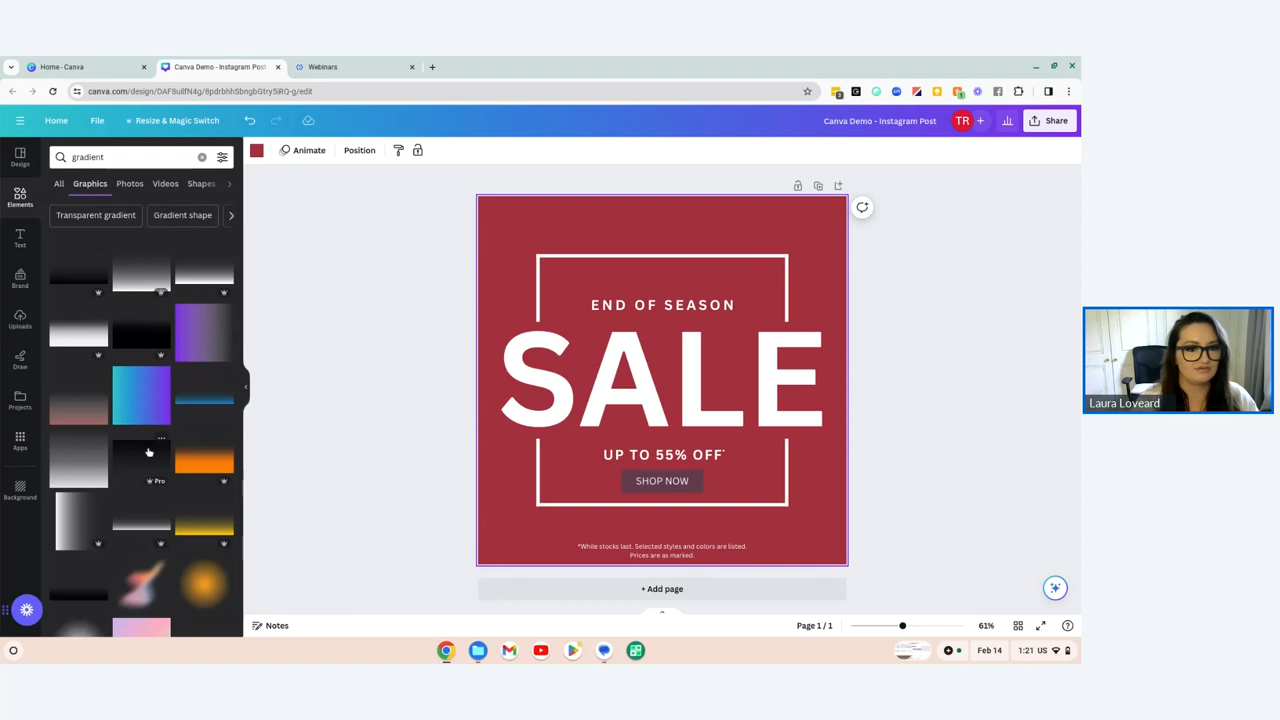 Home - Canva
Canva Demo - Instagram Post
Webinars
canva.com/design/DAF8uilfN4g/8pdrbhhSbngbGtry5iRQ-g/edit
Home
File
Resize & Magic Switch
Canva Demo - Instagram Post
TR
Share
Design
Elements
Text
Brand
Uploads
Draw
Projects
Apps
Background
gradient
All
Graphics
Photos
Videos
Shapes
Transparent gradient
Gradient shape
Pro
Animate
Position
END OF SEASON
SALE
UP TO 55% OFF*
SHOP NOW
*While stocks last. Selected styles and colors are listed.
Prices are as marked.
+ Add page
Notes
Page 1 / 1
61%
Feb 14
1:21 US
Laura Loveard